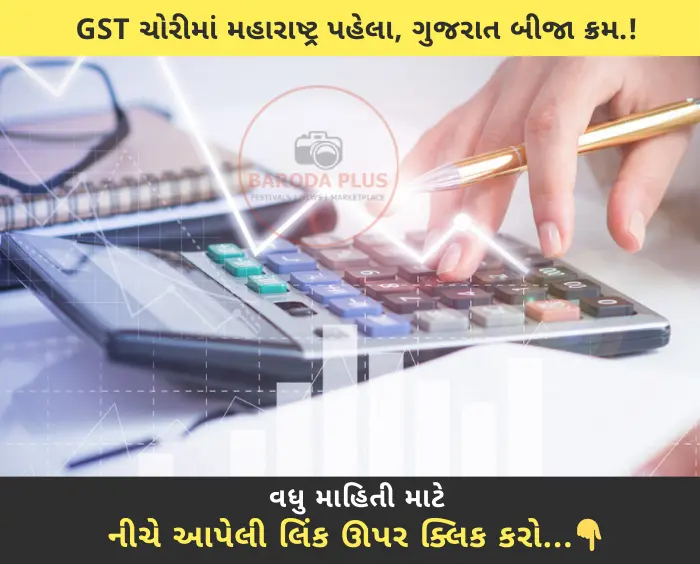 GST ચોરીમાં મહારાષ્ટ્ર પહેલા, ગુજરાત બીજા ક્રમ.!
BARODA PLUS
FESTIVALS | NEWS | MARKETPLACE
વધુ માહિતી માટે
નીચે આપેલી લિંક ઊપર ક્લિક કરો...👇